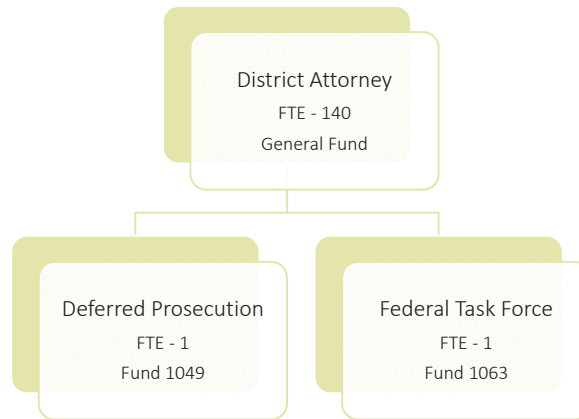 District Attorney
FTE - 140
General Fund
Deferred Prosecution
FTE - 1
Fund 1049
Federal Task Force
FTE - 1
Fund 1063